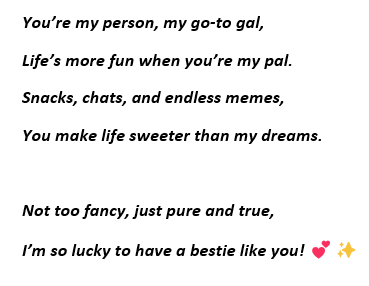 You’re my person, my go-to gal,
Life’s more fun when you’re my pal.
Snacks, chats, and endless memes,
You make life sweeter than my dreams.
Not too fancy, just pure and true,
I’m so lucky to have a bestie like you! 💕 ✨